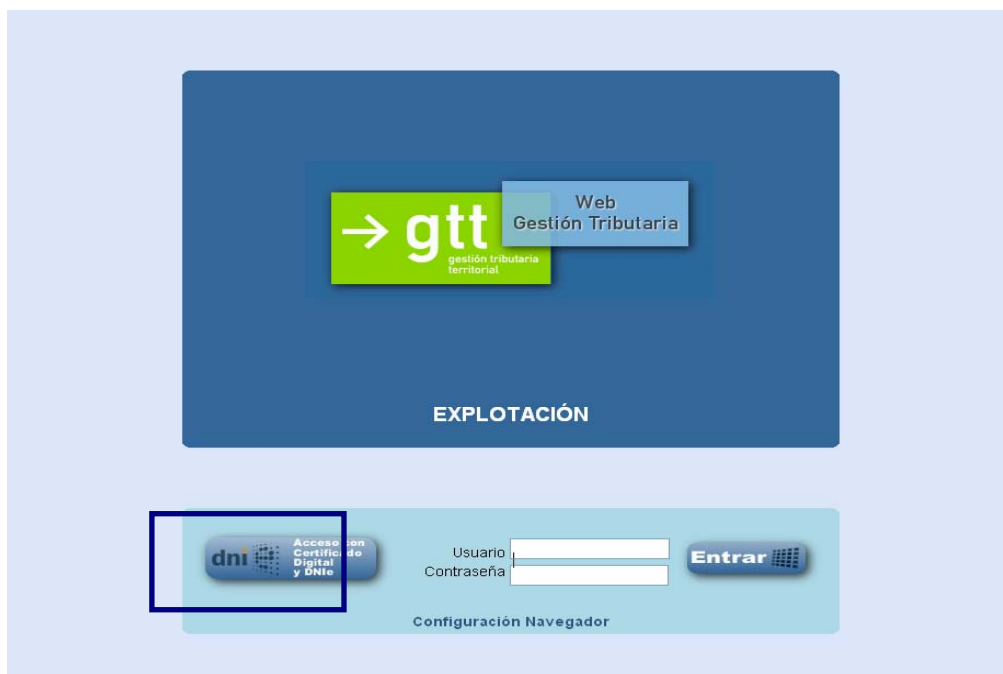 Web
Gestión Tributaria
→ gtt
gestión tributaria
territorial
EXPLOTACIÓN
dni e
Acceso con
Certificado
Digital
y DNIe
Usuario
Contraseña
Entrar
Configuración Navegador